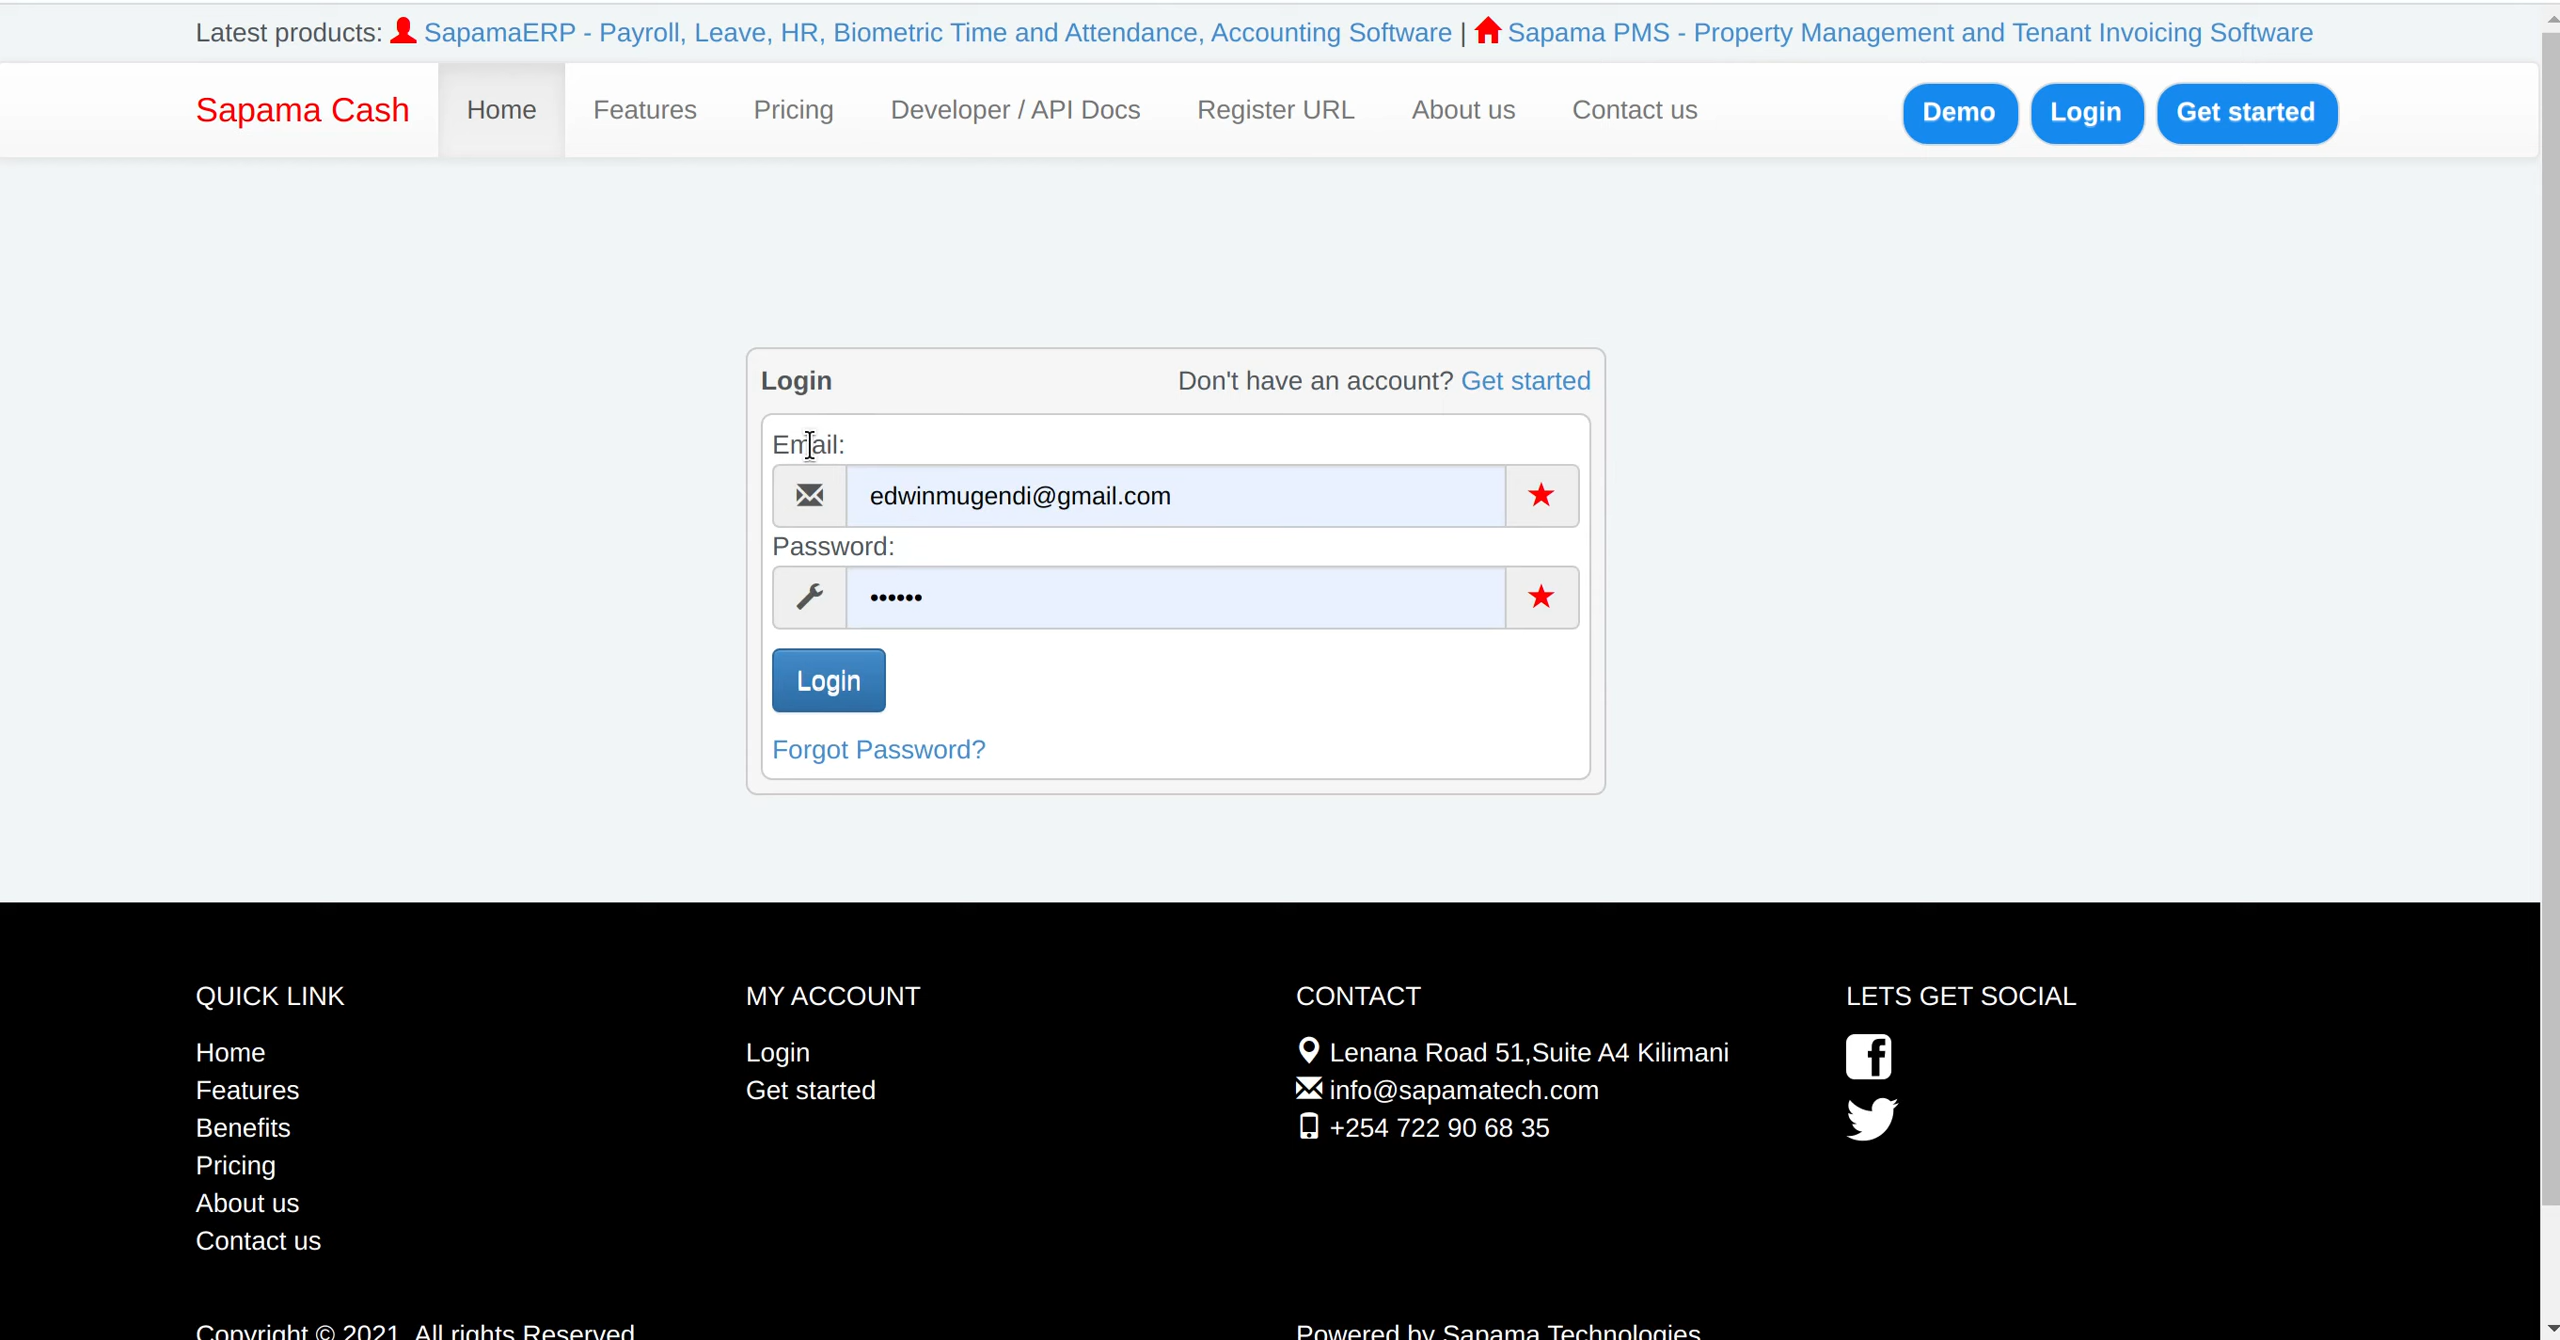 Latest products: SapamaERP - Payroll, Leave, HR, Biometric Time and Attendance, Accounting Software | Sapama PMS - Property Management and Tenant Invoicing Software
Sapama Cash Home Features Pricing Developer / API Docs Register URL About us Contact us Demo Login Get started
Login Don't have an account? Get started
Email:
edwinmugendi@gmail.com
Password:
••••••
Login
Forgot Password?
QUICK LINK
Home
Features
Benefits
Pricing
About us
Contact us
MY ACCOUNT
Login
Get started
CONTACT
Lenana Road 51,Suite A4 Kilimani
info@sapamatech.com
+254 722 90 68 35
LETS GET SOCIAL
Copyright © 2021. All rights Reserved
Powered by Sapama Technologies